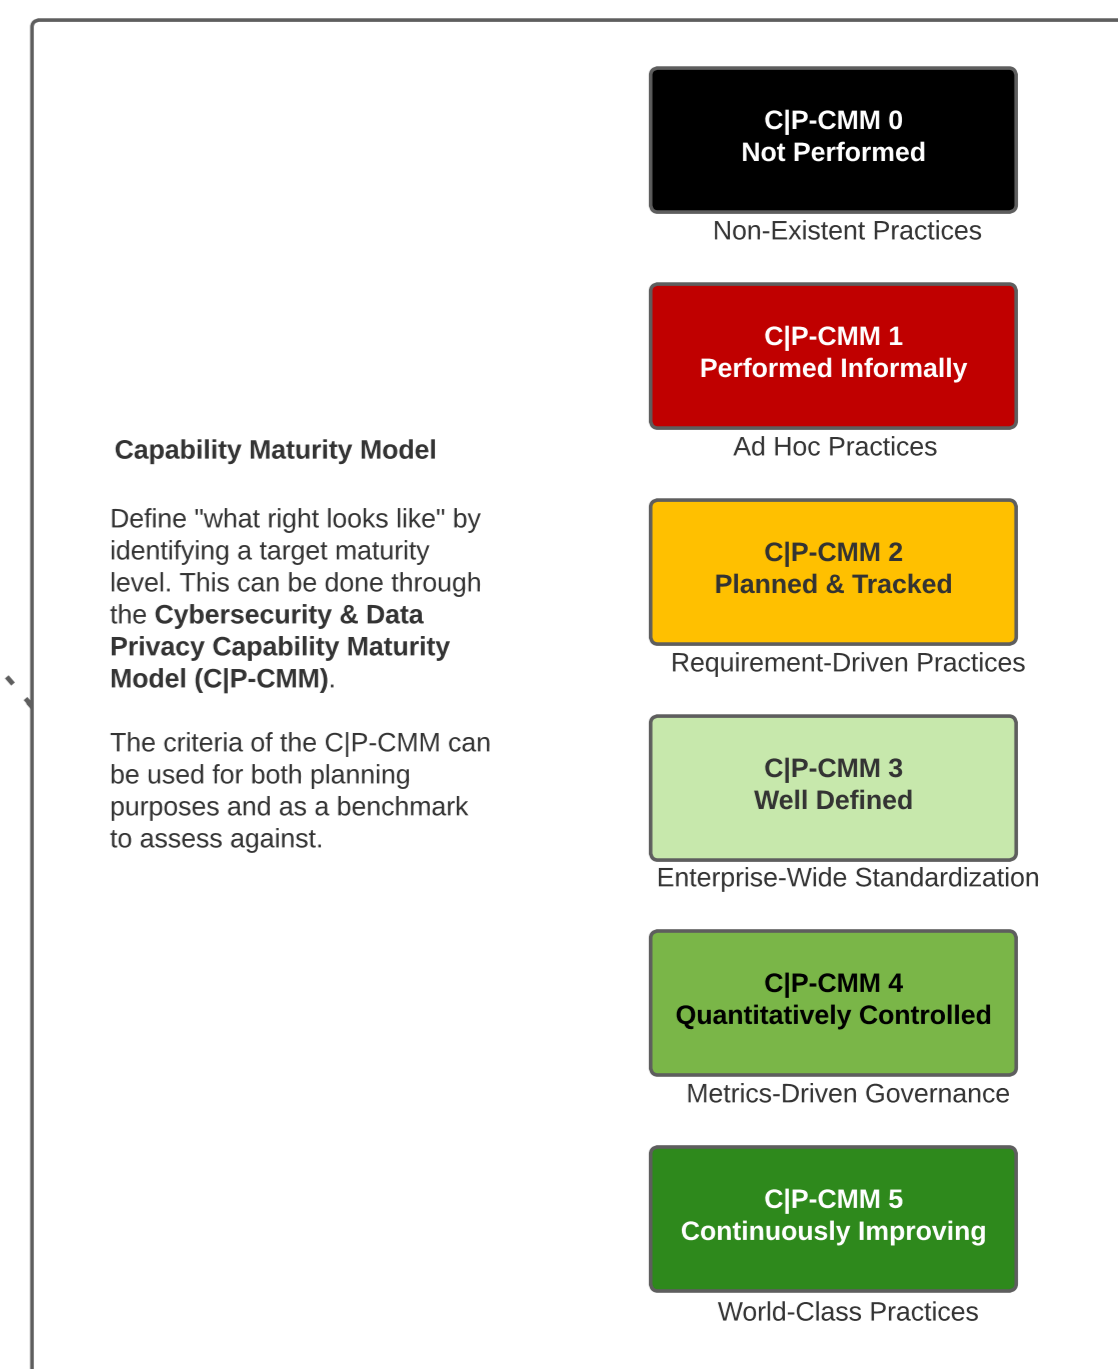 Capability Maturity Model
Define "what right looks like" by
identifying a target maturity
level. This can be done through
the Cybersecurity & Data
Privacy Capability Maturity
Model (C|P-CMM).
The criteria of the C|P-CMM can
be used for both planning
purposes and as a benchmark
to assess against.
C|P-CMM 0
Not Performed
Non-Existent Practices
C|P-CMM 1
Performed Informally
Ad Hoc Practices
C|P-CMM 2
Planned & Tracked
Requirement-Driven Practices
C|P-CMM 3
Well Defined
Enterprise-Wide Standardization
C|P-CMM 4
Quantitatively Controlled
Metrics-Driven Governance
C|P-CMM 5
Continuously Improving
World-Class Practices